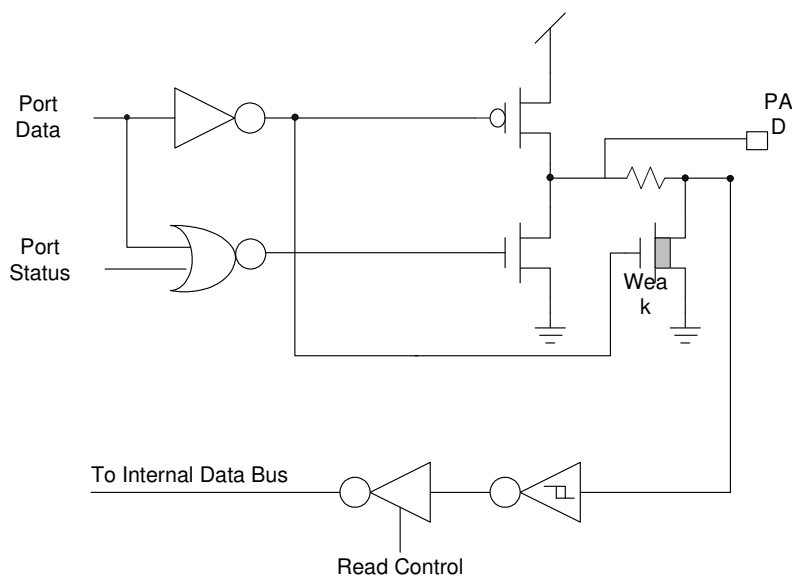 Port
Data
PA
D
Port
Status
Wea
k
To Internal Data Bus
Read Control